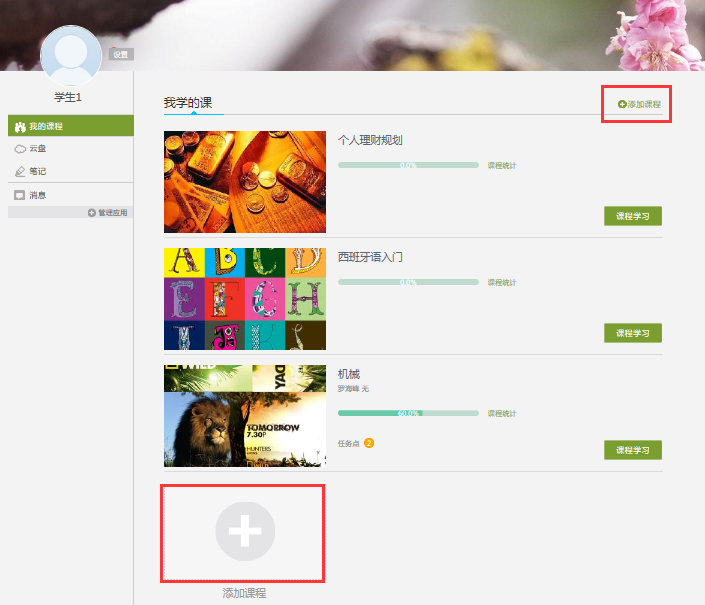 设置
学生1
我的课程
云盘
笔记
消息
管理应用
我学的课
添加课程
个人理财规划
0.0%
课程统计
课程学习
西班牙语入门
0.0%
课程统计
课程学习
A B C D
E F G H
I J K L
机械
罗海峰 无
60.0%
课程统计
任务点 2
课程学习
WILD
YAG
TOMORROW
7.30P
HUNTERS
添加课程